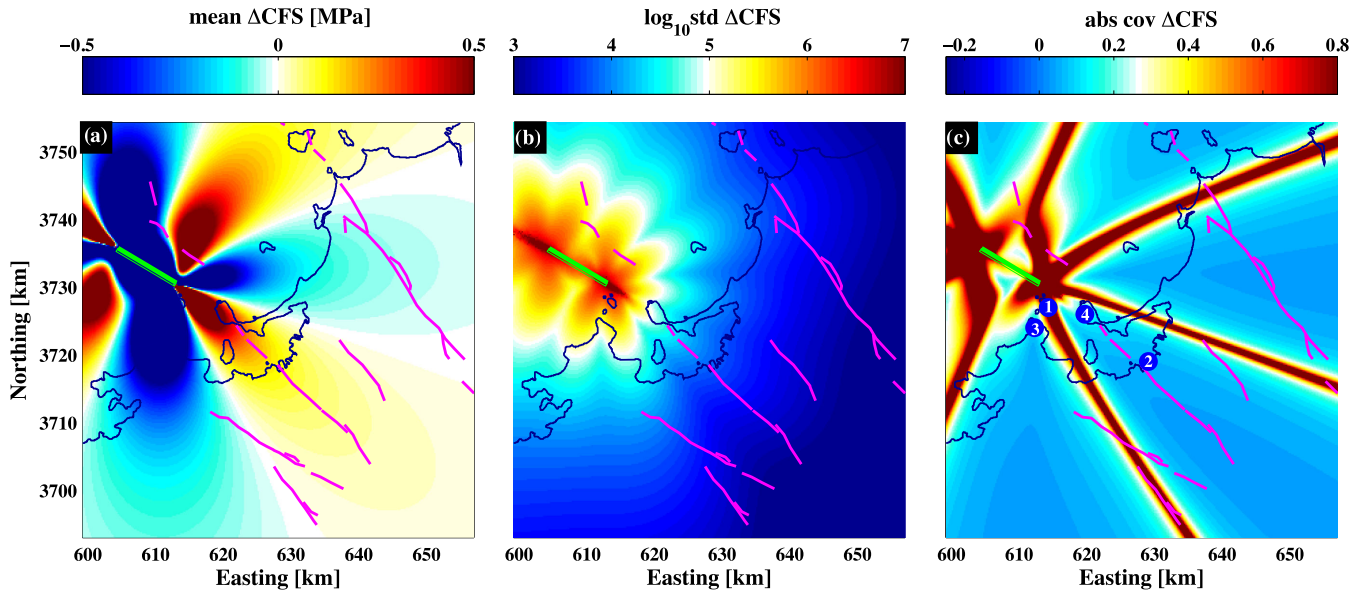 mean ΔCFS [MPa]
−0.5 0 0.5
log10std ΔCFS
3 4 5 6 7
abs cov ΔCFS
−0.2 0 0.2 0.4 0.6 0.8
(a)
(b)
(c)
3750
3740
3730
3720
3710
3700
Northing [km]
1
4
3
2
600 610 620 630 640 650
Easting [km]
600 610 620 630 640 650
Easting [km]
600 610 620 630 640 650
Easting [km]